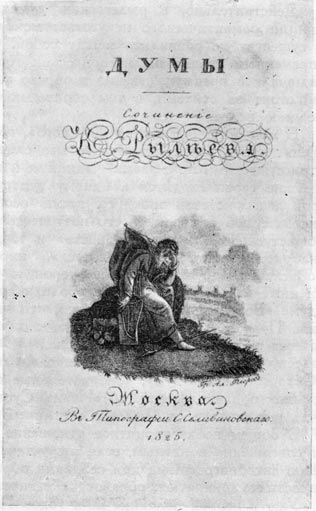 ДУМЫ
Сочиненіе
К. Рылѣева
Москва
Въ Типографіи С. Селивановскаго.
1825.